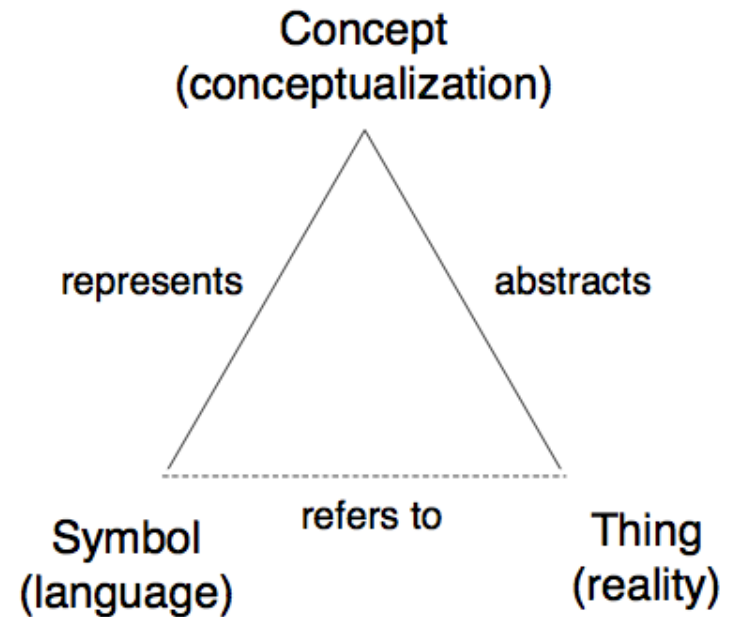 Concept
(conceptualization)
represents
abstracts
refers to
Symbol
(language)
Thing
(reality)